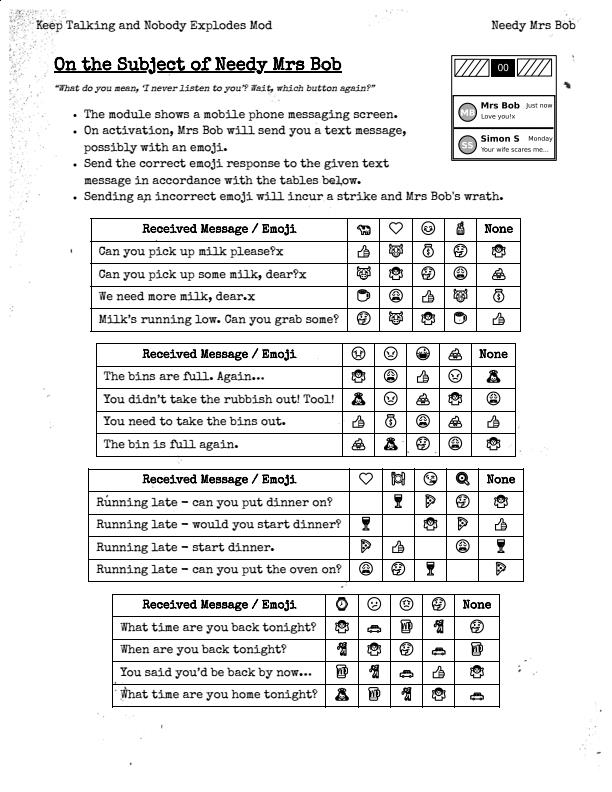 Keep Talking and Nobody Explodes Mod
Needy Mrs Bob
On the Subject of Needy Mrs Bob
"What do you mean, 'I never listen to you'? Wait, which button again?"
00
MB Mrs Bob Just now
Love you!x
SS Simon S Monday
Your wife scares me...
• The module shows a mobile phone messaging screen.
• On activation, Mrs Bob will send you a text message,
possibly with an emoji.
• Send the correct emoji response to the given text
message in accordance with the tables below.
• Sending an incorrect emoji will incur a strike and Mrs Bob's wrath.
Received Message / Emoji None
Can you pick up milk please?x
Can you pick up some milk, dear?x
We need more milk, dear.x
Milk's running low. Can you grab some?
Received Message / Emoji None
The bins are full. Again...
You didn't take the rubbish out! Tool!
You need to take the bins out.
The bin is full again.
Received Message / Emoji None
Running late – can you put dinner on?
Running late – would you start dinner?
Running late – start dinner.
Running late – can you put the oven on?
Received Message / Emoji None
What time are you back tonight?
When are you back tonight?
You said you'd be back by now...
What time are you home tonight?